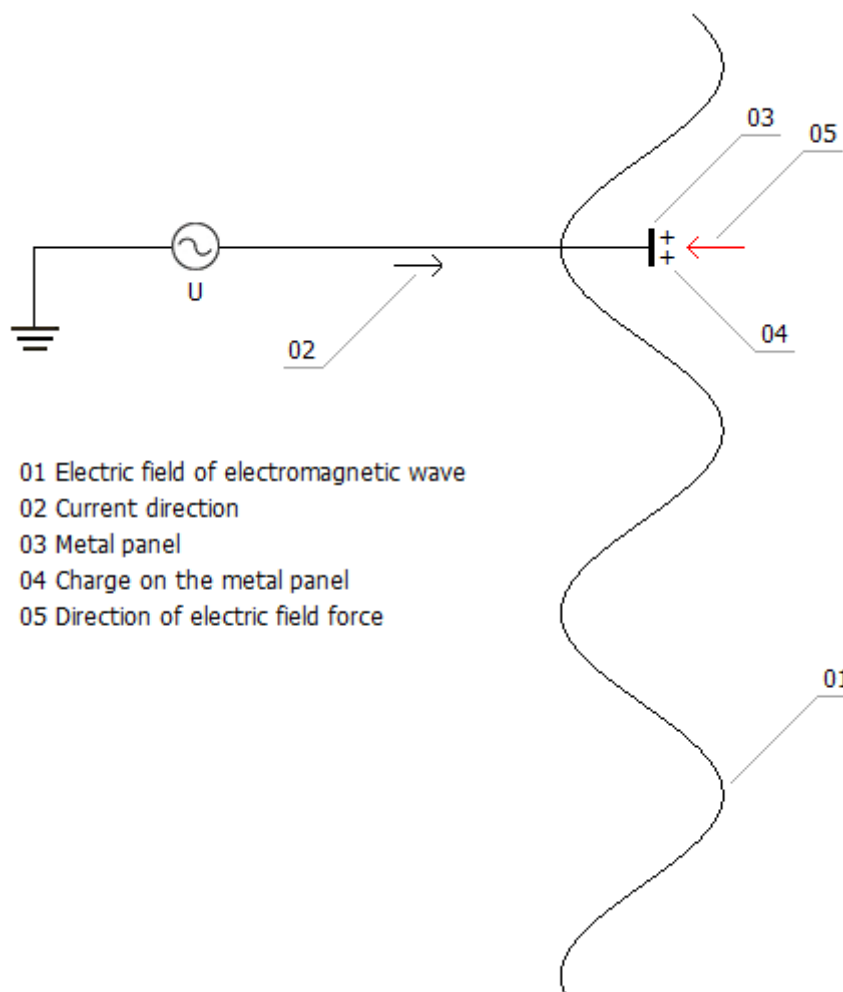 03
05
+
+
U
04
02
01 Electric field of electromagnetic wave
02 Current direction
03 Metal panel
04 Charge on the metal panel
05 Direction of electric field force
01